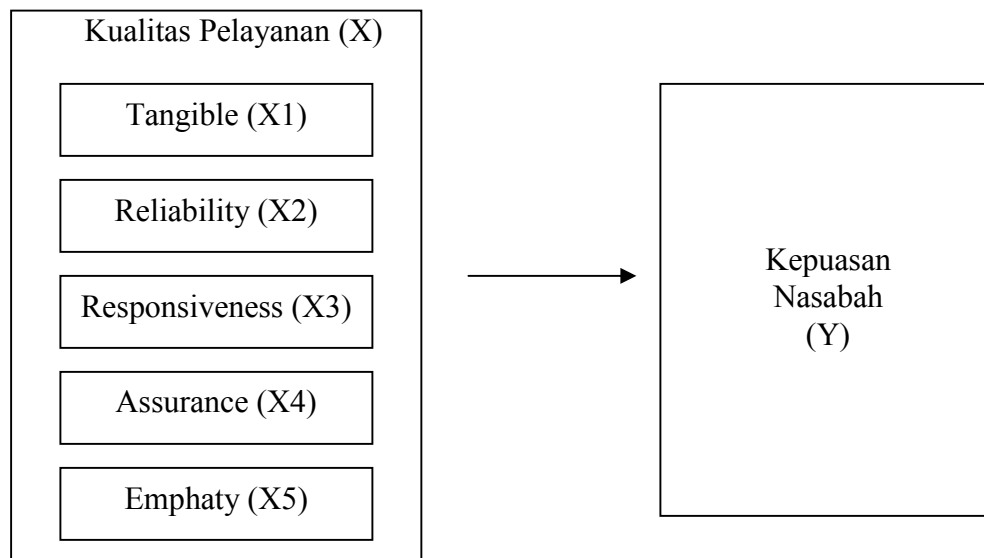 Kualitas Pelayanan (X)
Tangible (X1)
Reliability (X2)
Responsiveness (X3)
Assurance (X4)
Emphaty (X5)
Kepuasan
Nasabah
(Y)